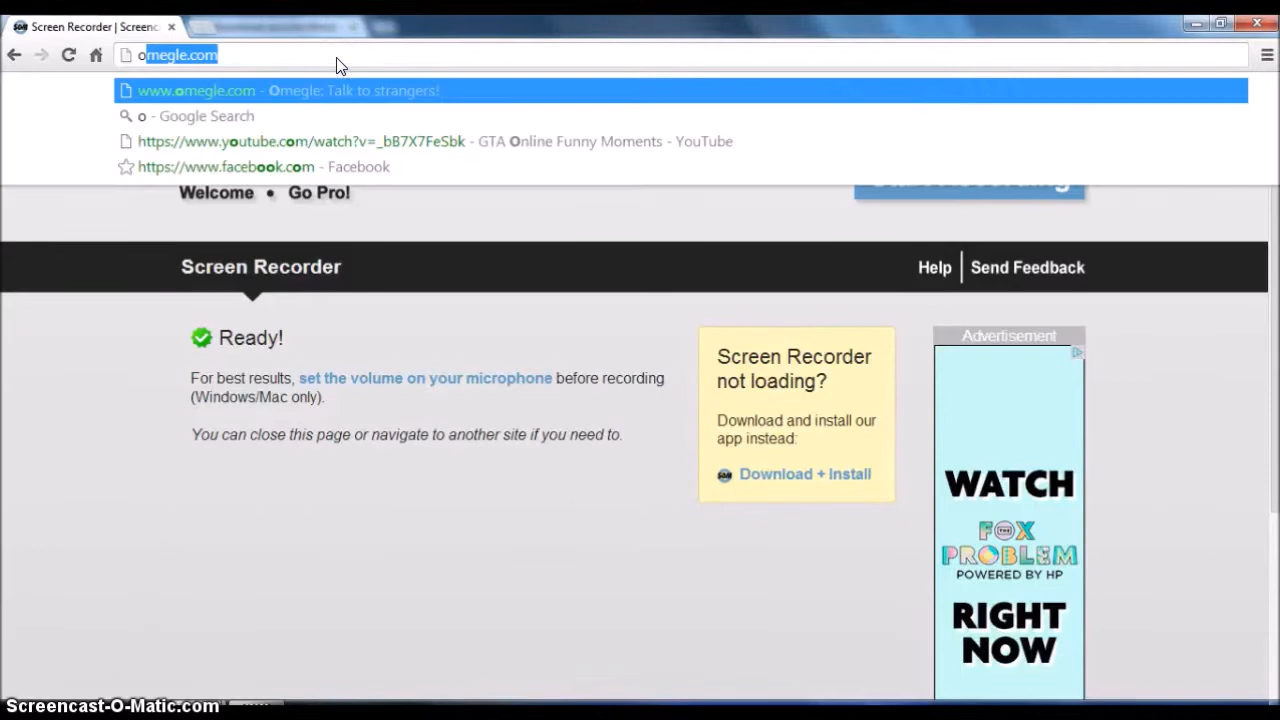 Screen Recorder | Screenc
omegle.com
www.omegle.com - Omegle: Talk to strangers!
o - Google Search
https://www.youtube.com/watch?v=_bB7X7FeSbk - GTA Online Funny Moments - YouTube
https://www.facebook.com - Facebook
Welcome • Go Pro!
Screen Recorder
Help
Send Feedback
Ready!
For best results, set the volume on your microphone before recording
(Windows/Mac only).
You can close this page or navigate to another site if you need to.
Screen Recorder
not loading?
Download and install our
app instead:
SOM Download + Install
Advertisement
WATCH
THE
FOX
PROBLEM
POWERED BY HP
RIGHT
NOW
Screencast-O-Matic.com